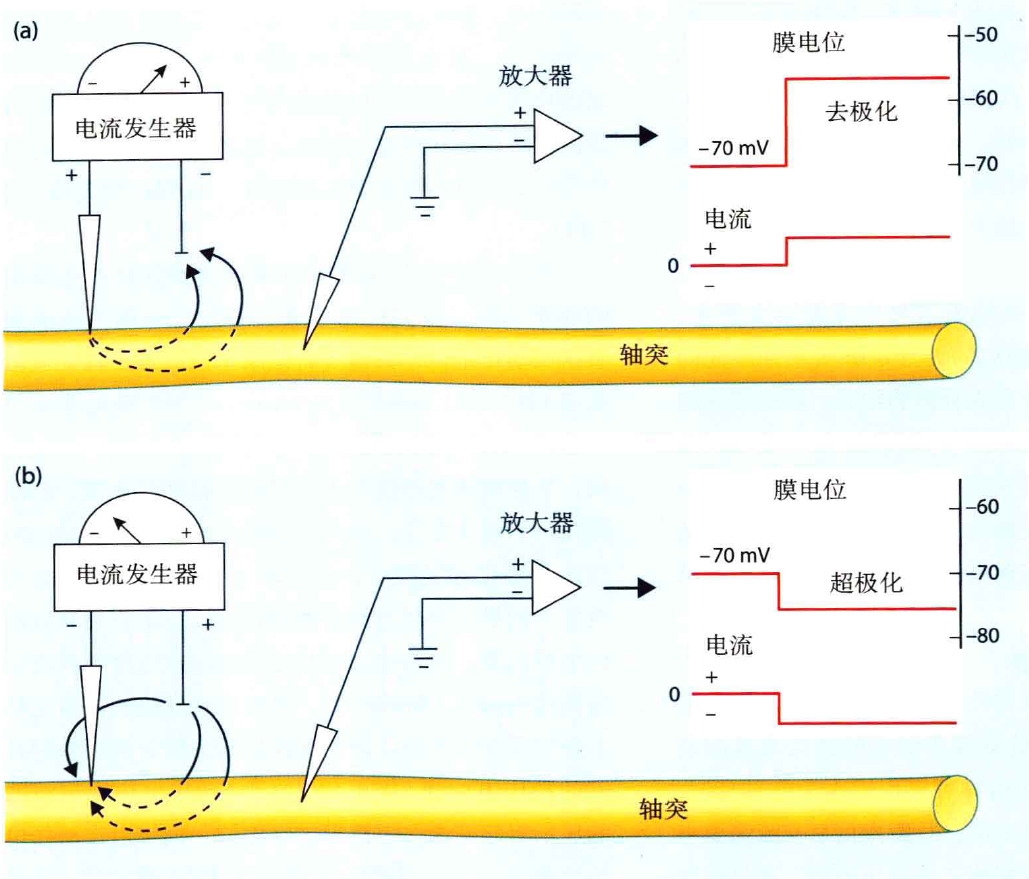 (a)
− +
电流发生器
+ −
放大器
+
−
膜电位
−50
−60
−70
−70 mV
去极化
电流
+
0
−
轴突
(b)
− +
电流发生器
− +
放大器
+
−
膜电位
−60
−70
−80
−70 mV
超极化
电流
+
0
−
轴突